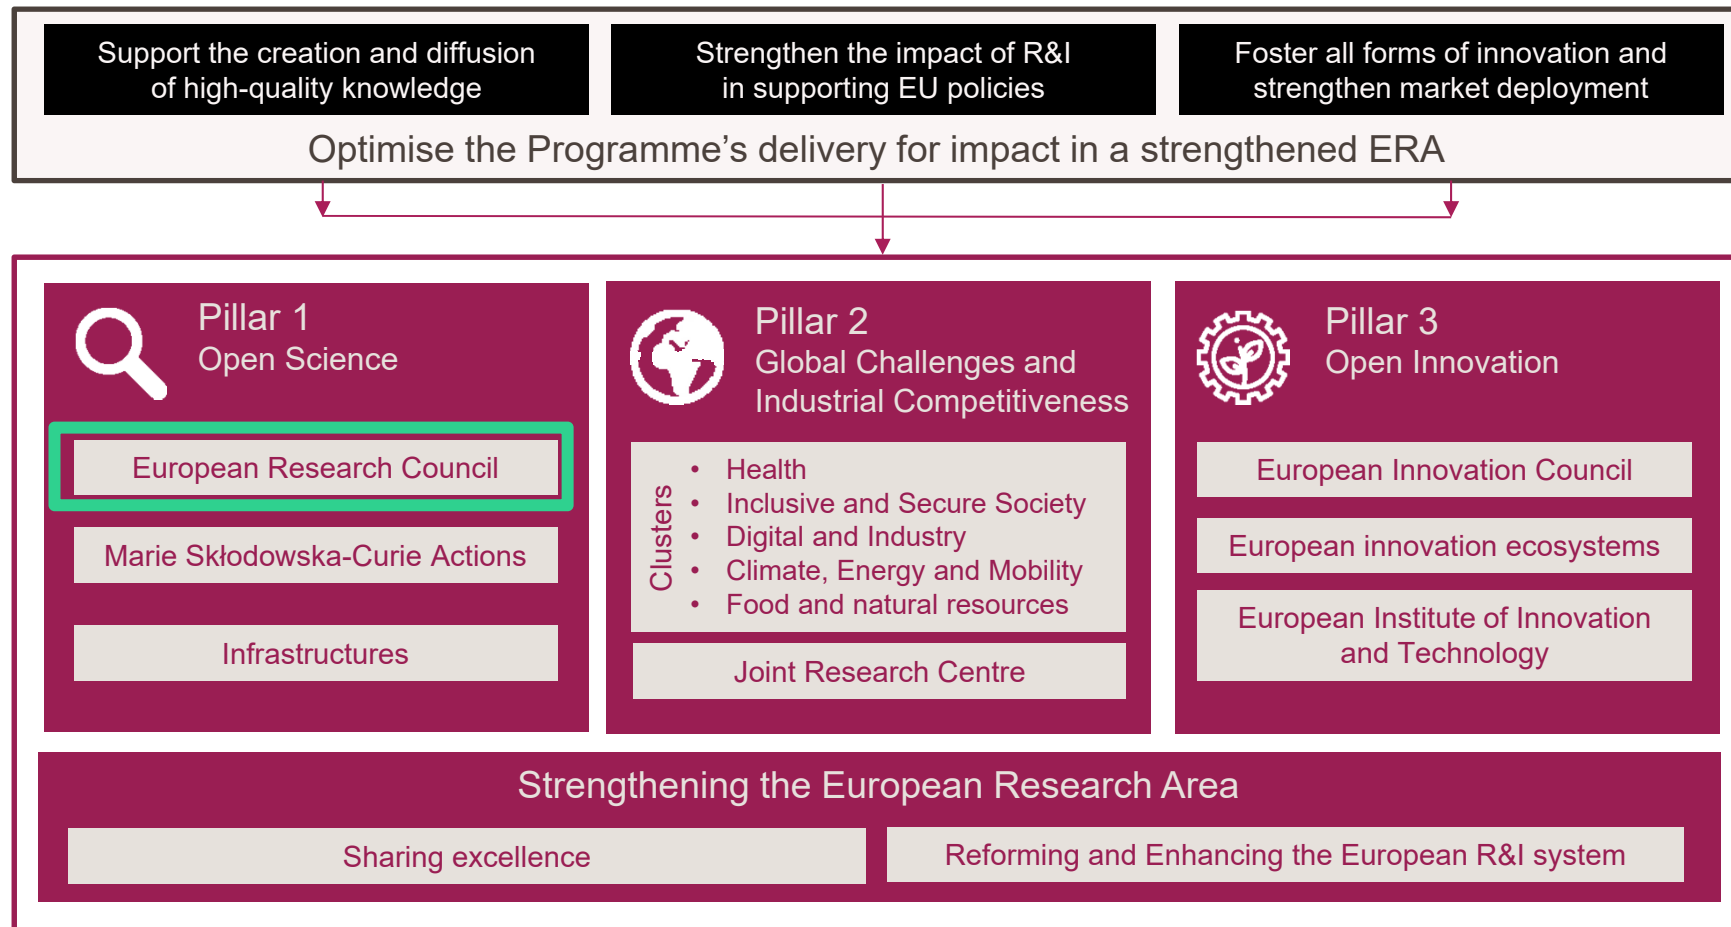 Support the creation and diffusion
of high-quality knowledge
Strengthen the impact of R&I
in supporting EU policies
Foster all forms of innovation and
strengthen market deployment
Optimise the Programme’s delivery for impact in a strengthened ERA
Pillar 1
Open Science
European Research Council
Marie Skłodowska-Curie Actions
Infrastructures
Pillar 2
Global Challenges and
Industrial Competitiveness
Clusters
• Health
• Inclusive and Secure Society
• Digital and Industry
• Climate, Energy and Mobility
• Food and natural resources
Joint Research Centre
Pillar 3
Open Innovation
European Innovation Council
European innovation ecosystems
European Institute of Innovation
and Technology
Strengthening the European Research Area
Sharing excellence
Reforming and Enhancing the European R&I system